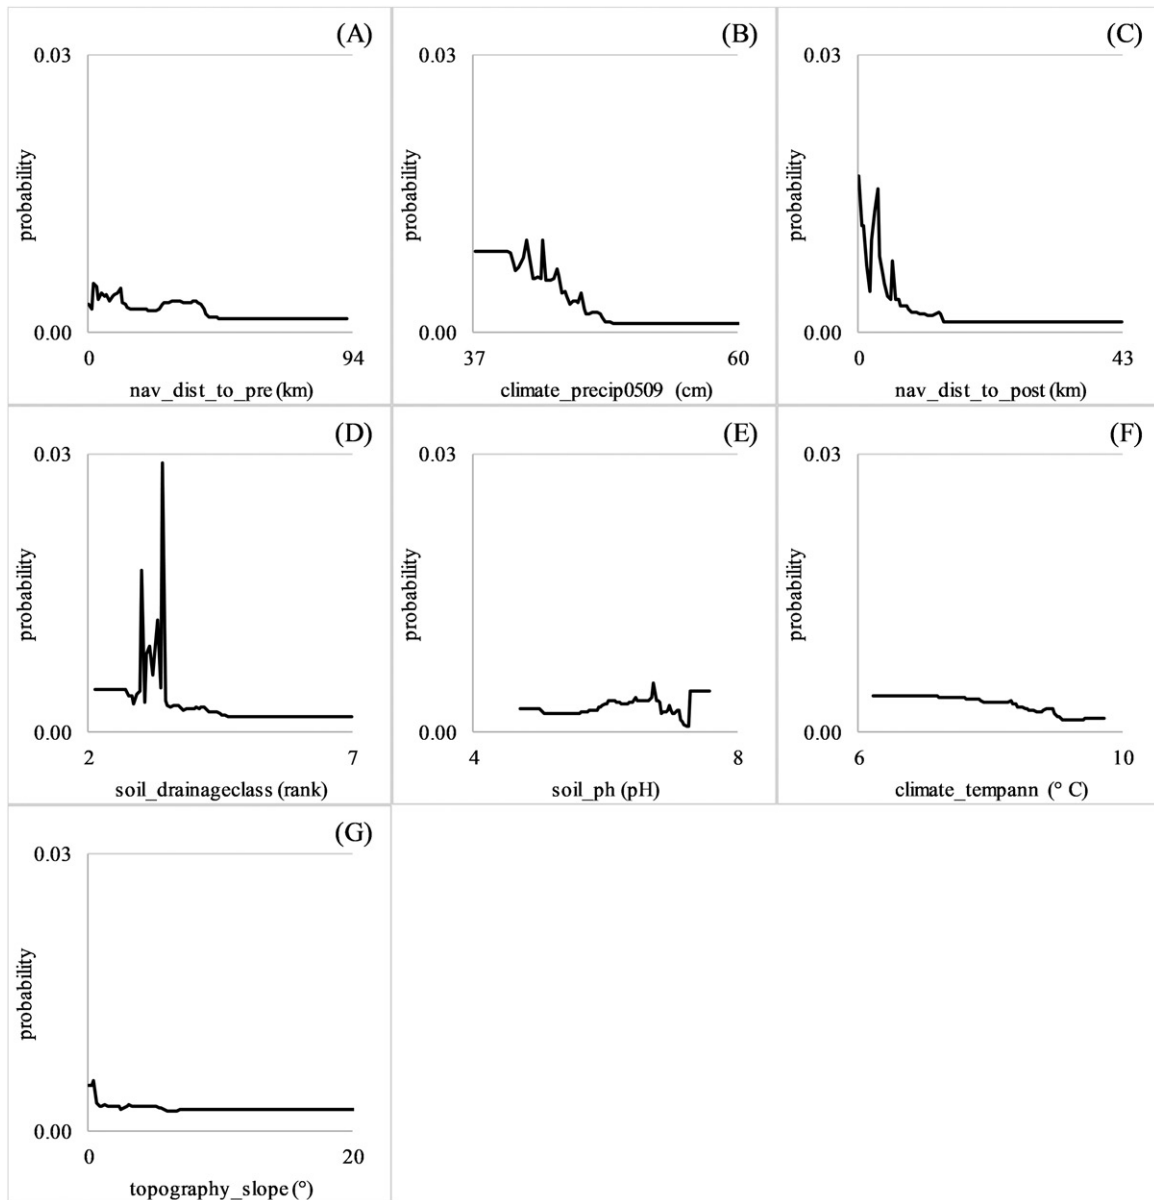 (A)
0.03
probability
0.00
0 94
nav_dist_to_pre (km)
(B)
0.03
probability
0.00
37 60
climate_precip0509 (cm)
(C)
0.03
probability
0.00
0 43
nav_dist_to_post (km)
(D)
0.03
probability
0.00
2 7
soil_drainageclass (rank)
(E)
0.03
probability
0.00
4 8
soil_ph (pH)
(F)
0.03
probability
0.00
6 10
climate_tempann (° C)
(G)
0.03
probability
0.00
0 20
topography_slope (°)